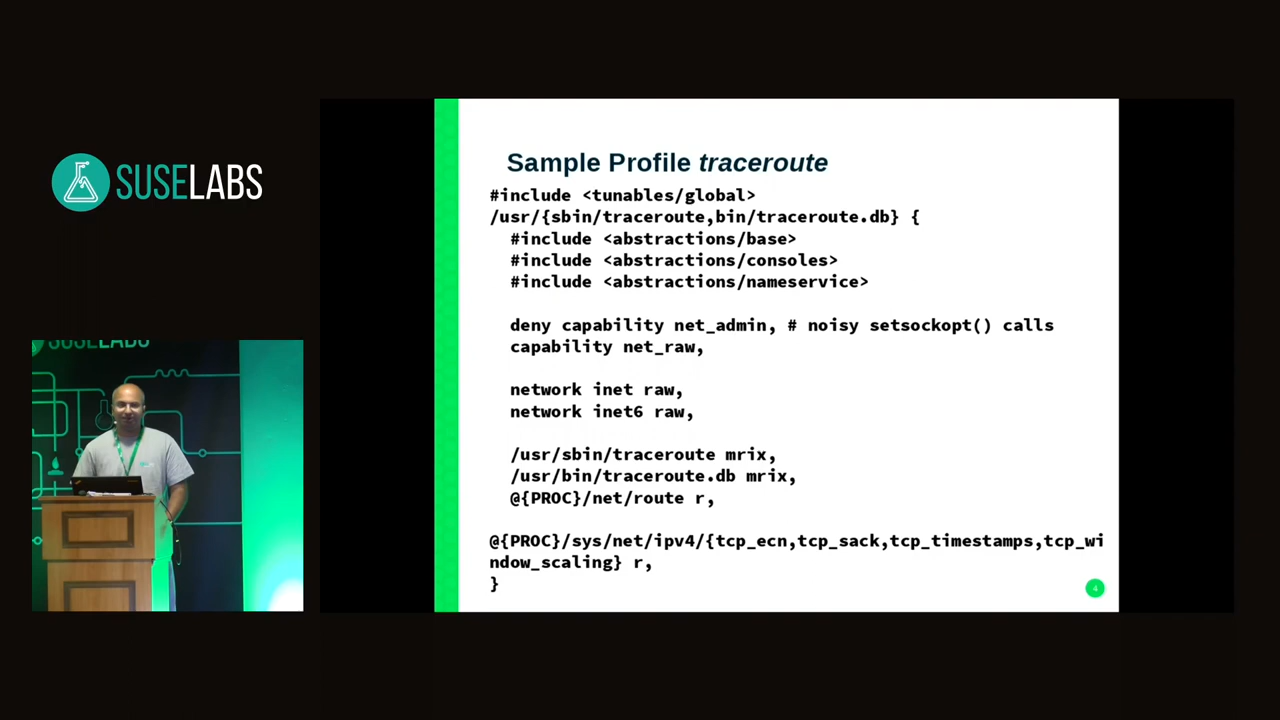 SUSELABS
SUSELABS
Sample Profile traceroute
#include <tunables/global>
/usr/{sbin/traceroute,bin/traceroute.db} {
#include <abstractions/base>
#include <abstractions/consoles>
#include <abstractions/nameservice>
deny capability net_admin, # noisy setsockopt() calls
capability net_raw,
network inet raw,
network inet6 raw,
/usr/sbin/traceroute mrix,
/usr/bin/traceroute.db mrix,
@{PROC}/net/route r,
@{PROC}/sys/net/ipv4/{tcp_ecn,tcp_sack,tcp_timestamps,tcp_wi
ndow_scaling} r,
}
4